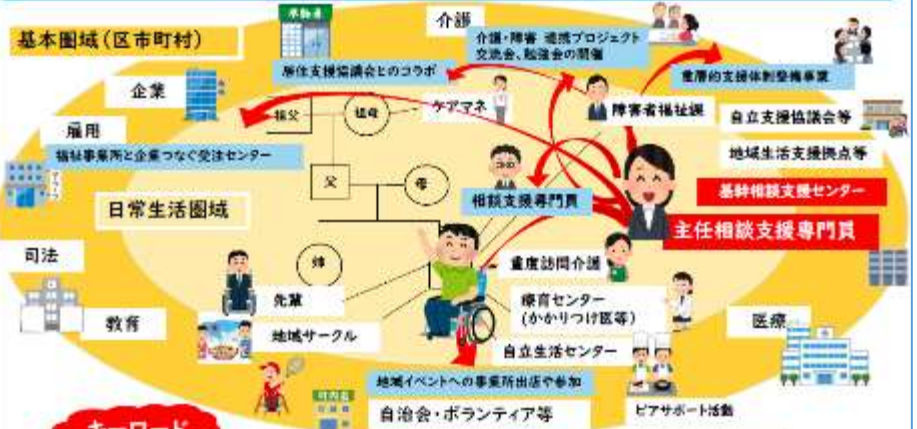 不動産
介護
基本圏域（区市町村）
介護・障害 連携プロジェクト
交流会、勉強会の開催
居住支援協議会とのコラボ
重層的支援体制整備事業
企業
祖父
祖母
ケアマネ
障害者福祉課
自立支援協議会等
雇用
地域生活支援拠点等
福祉事業所と企業つなぐ受注センター
父
母
相談支援専門員
基幹相談支援センター
日常生活圏域
主任相談支援専門員
司法
姉
重度訪問介護
先輩
療育センター
（かかりつけ医等）
教育
地域サークル
医療
自立生活センター
地域イベントへの事業所出店や参加
自治会・ボランティア等
ピアサポート活動
キーワード